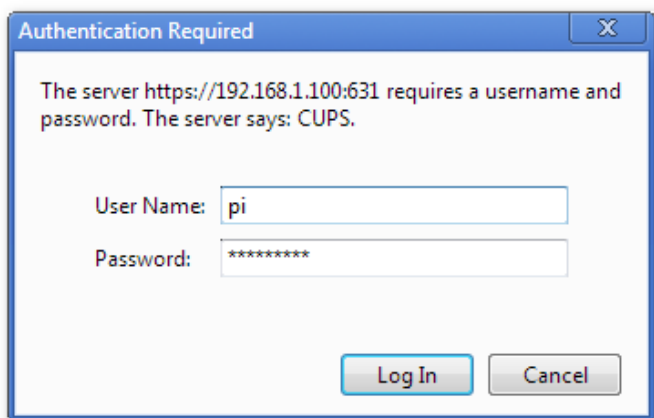 Authentication Required
X
The server https://192.168.1.100:631 requires a username and
password. The server says: CUPS.
User Name: pi
Password: *********
Log In Cancel